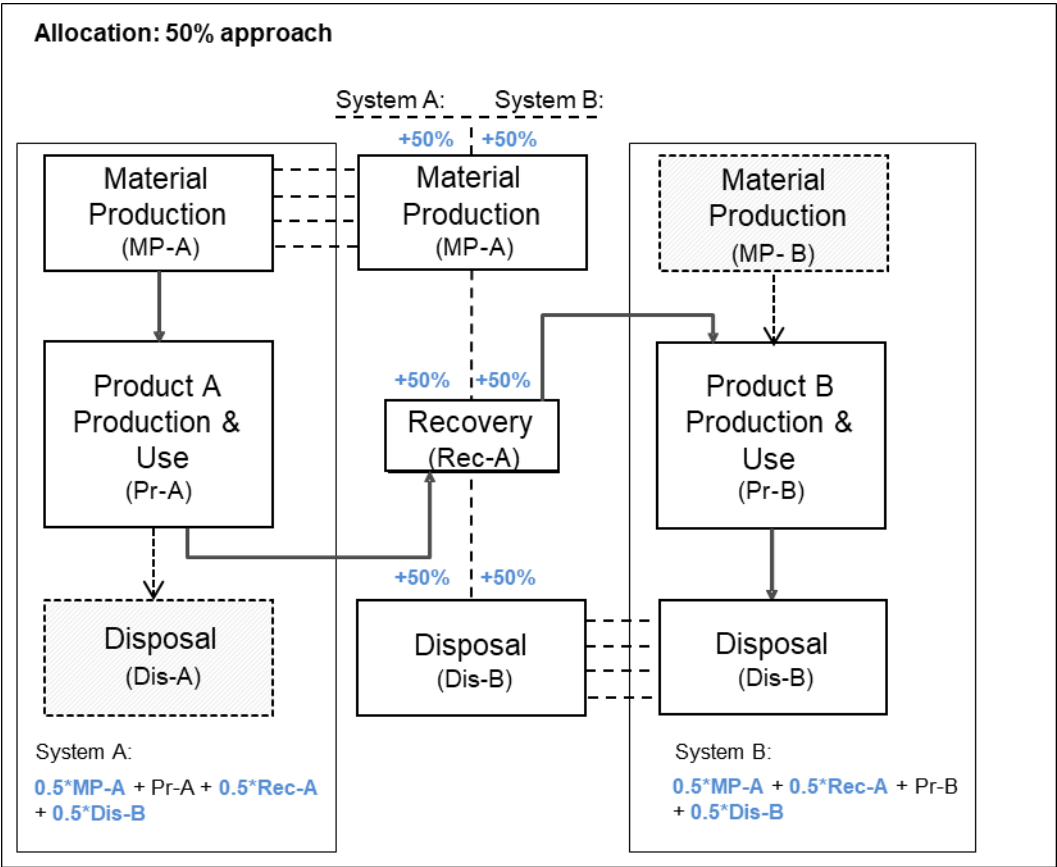 Allocation: 50% approach
System A: System B:
+50% +50%
Material
Production
(MP-A)
Material
Production
(MP-A)
Material
Production
(MP- B)
Product A
Production &
Use
(Pr-A)
+50% +50%
Recovery
(Rec-A)
Product B
Production &
Use
(Pr-B)
+50% +50%
Disposal
(Dis-A)
Disposal
(Dis-B)
Disposal
(Dis-B)
System A:
0.5*MP-A + Pr-A + 0.5*Rec-A
+ 0.5*Dis-B
System B:
0.5*MP-A + 0.5*Rec-A + Pr-B
+ 0.5*Dis-B